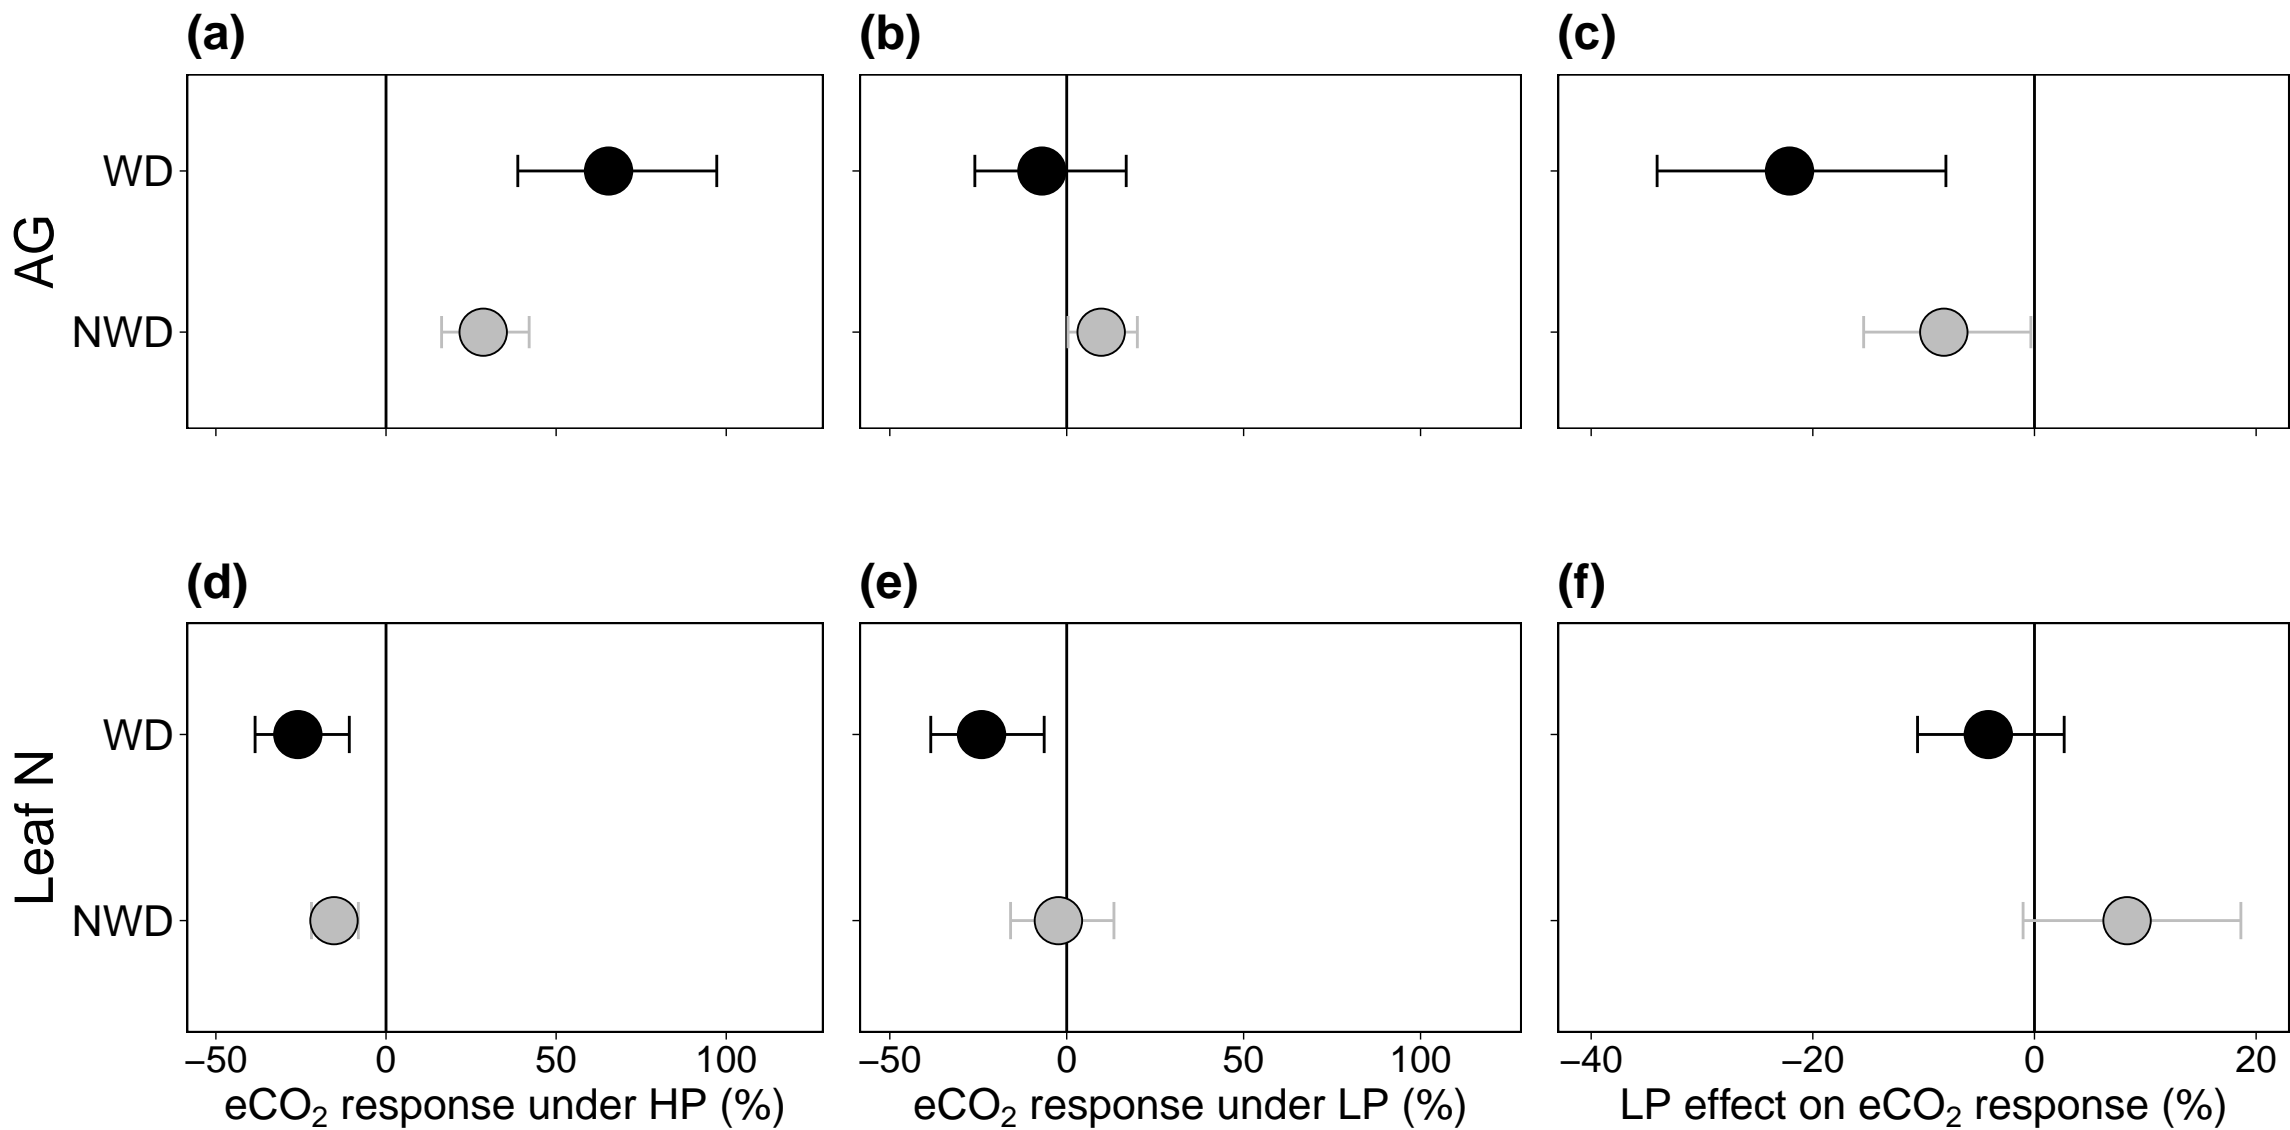 (a) (b) (c)
WD
AG
NWD
(d) (e) (f)
WD
Leaf N
NWD
–50 0 50 100 –50 0 50 100 –40 –20 0 20
eCO₂ response under HP (%) eCO₂ response under LP (%) LP effect on eCO₂ response (%)